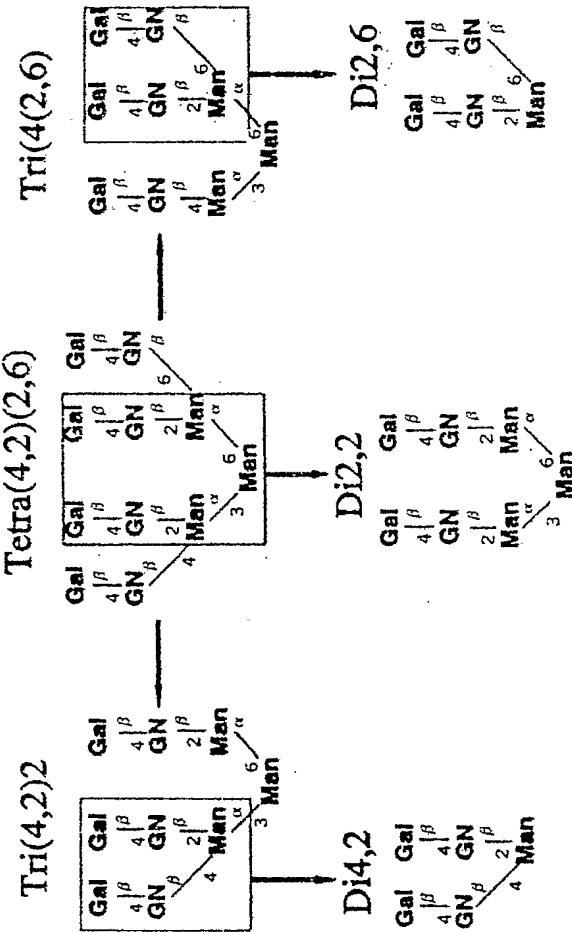 Tri(4,2)2
Gal Gal Gal
4 β 4 β 4 β
GN GN GN
β 2 β 2 β
4 Man Man
3 α 6 α
Man
Tetra(4,2)(2,6)
Gal Gal Gal Gal
4 β 4 β 4 β 4 β
GN GN GN GN
β 2 β 2 β β
4 Man Man 6
3 α 6 α
Man
Tri(4(2,6)
Gal Gal Gal
4 β 4 β 4 β
GN GN GN
4 β 2 β β
Man Man 6
3 α 6 α
Man
Di4,2
Gal Gal
4 β 4 β
GN GN
β 2 β
4 Man
Di2,2
Gal Gal
4 β 4 β
GN GN
2 β 2 β
Man Man
3 α 6 α
Man
Di2,6
Gal Gal
4 β 4 β
GN GN
2 β β
Man 6